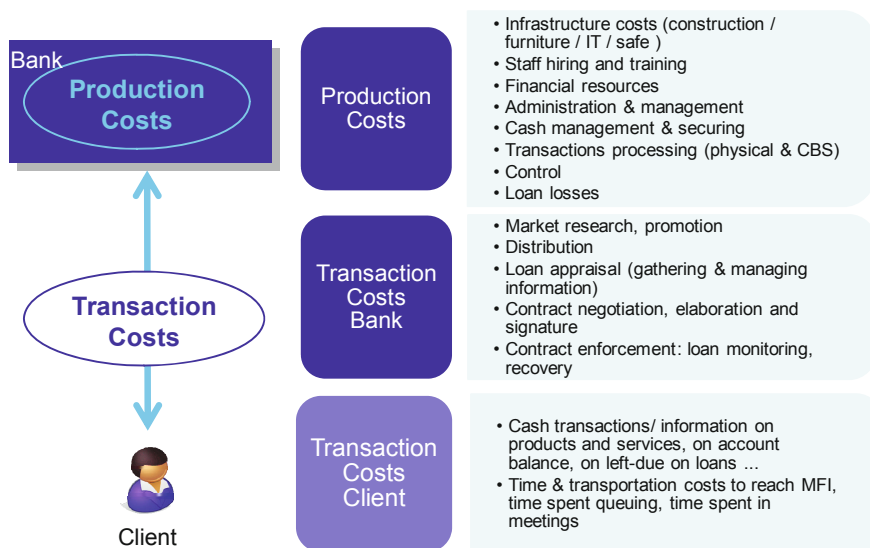 Bank
Production
Costs
Transaction
Costs
Client
Production
Costs
• Infrastructure costs (construction /
furniture / IT / safe )
• Staff hiring and training
• Financial resources
• Administration & management
• Cash management & securing
• Transactions processing (physical & CBS)
• Control
• Loan losses
Transaction
Costs
Bank
• Market research, promotion
• Distribution
• Loan appraisal (gathering & managing
information)
• Contract negotiation, elaboration and
signature
• Contract enforcement: loan monitoring,
recovery
Transaction
Costs
Client
• Cash transactions/ information on
products and services, on account
balance, on left-due on loans ...
• Time & transportation costs to reach MFI,
time spent queuing, time spent in
meetings